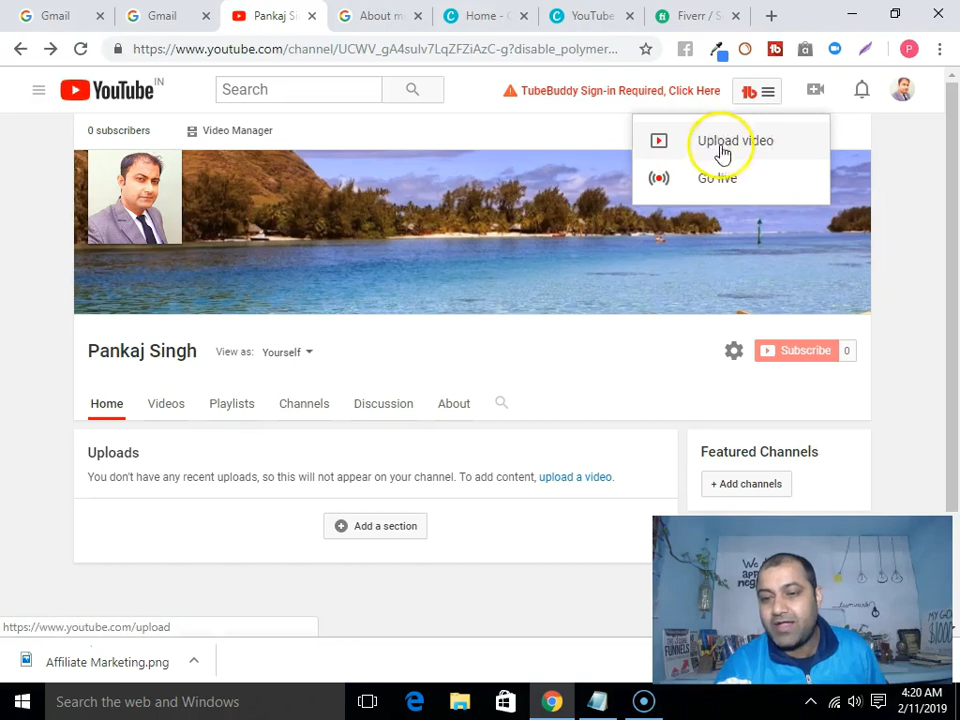 Gmail
Gmail
Pankaj Si
About m
Home - C
YouTube
Fiverr / S
https://www.youtube.com/channel/UCWV_gA4sulv7LqZFZiAzC-g?disable_polymer...
P
YouTube IN
Search
TubeBuddy Sign-in Required, Click Here
0 subscribers
Video Manager
Upload video
Go live
Pankaj Singh
View as: Yourself
Subscribe
0
Home
Videos
Playlists
Channels
Discussion
About
Uploads
You don't have any recent uploads, so this will not appear on your channel. To add content, upload a video.
Featured Channels
+ Add channels
Add a section
https://www.youtube.com/upload
MY GO
$1000
FUNNELS
Affiliate Marketing.png
Search the web and Windows
4:20 AM
2/11/2019